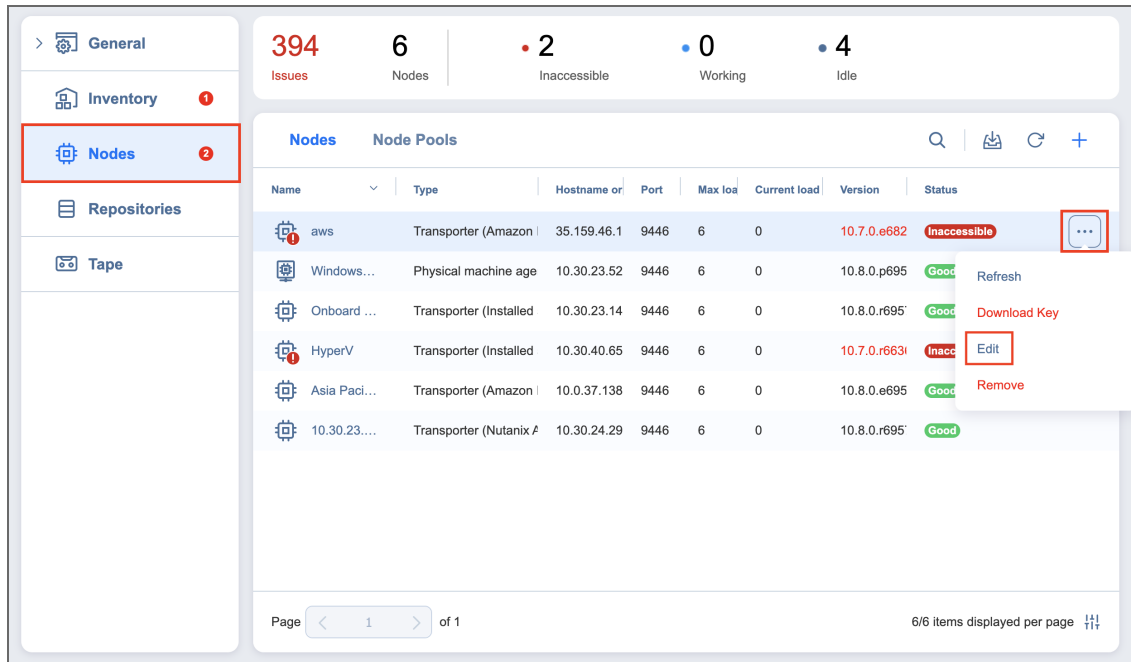 General
Inventory 1
Nodes 2
Repositories
Tape
394 6 2 0 4
Issues Nodes Inaccessible Working Idle
Nodes Node Pools
Name Type Hostname or Port Max loa Current load Version Status
aws Transporter (Amazon 35.159.46.1 9446 6 0 10.7.0.e682 Inaccessible ...
Windows... Physical machine age 10.30.23.52 9446 6 0 10.8.0.p695 Good
Onboard ... Transporter (Installed 10.30.23.14 9446 6 0 10.8.0.r695 Good
HyperV Transporter (Installed 10.30.40.65 9446 6 0 10.7.0.r663 Inacc
Asia Paci... Transporter (Amazon 10.0.37.138 9446 6 0 10.8.0.e695 Good
10.30.23.... Transporter (Nutanix A 10.30.24.29 9446 6 0 10.8.0.r695 Good
Refresh
Download Key
Edit
Remove
Page 1 of 1 6/6 items displayed per page